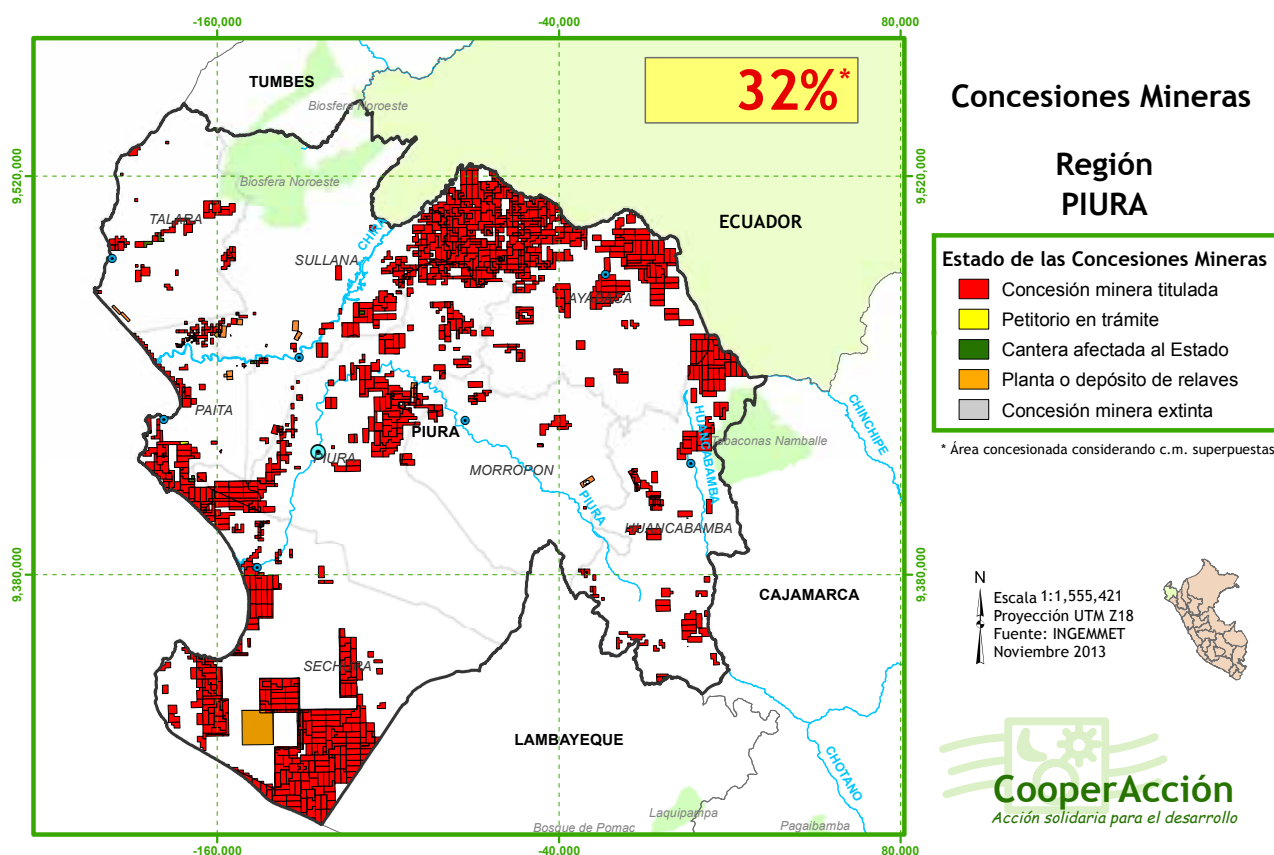 -160,000
-40,000
80,000
9,520,000
9,380,000
TUMBES
Biosfera Noroeste
32%*
Biosfera Noroeste
TALARA
CHIRA
SULLANA
ECUADOR
AYABACA
PAITA
PIURA
PIURA
MORROPON
HUANCABAMBA
Tabaconas Namballe
CHINCHIPE
PIURA
HUANCABAMBA
CAJAMARCA
SECHURA
LAMBAYEQUE
CHOTANO
Laquipampa
Bosque de Pomac
Pagaibamba
9,520,000
9,380,000
-160,000
-40,000
80,000
Concesiones Mineras
Región
PIURA
Estado de las Concesiones Mineras
Concesión minera titulada
Petitorio en trámite
Cantera afectada al Estado
Planta o depósito de relaves
Concesión minera extinta
* Área concesionada considerando c.m. superpuestas
N
Escala 1:1,555,421
Proyección UTM Z18
Fuente: INGEMMET
Noviembre 2013
CooperAcción
Acción solidaria para el desarrollo